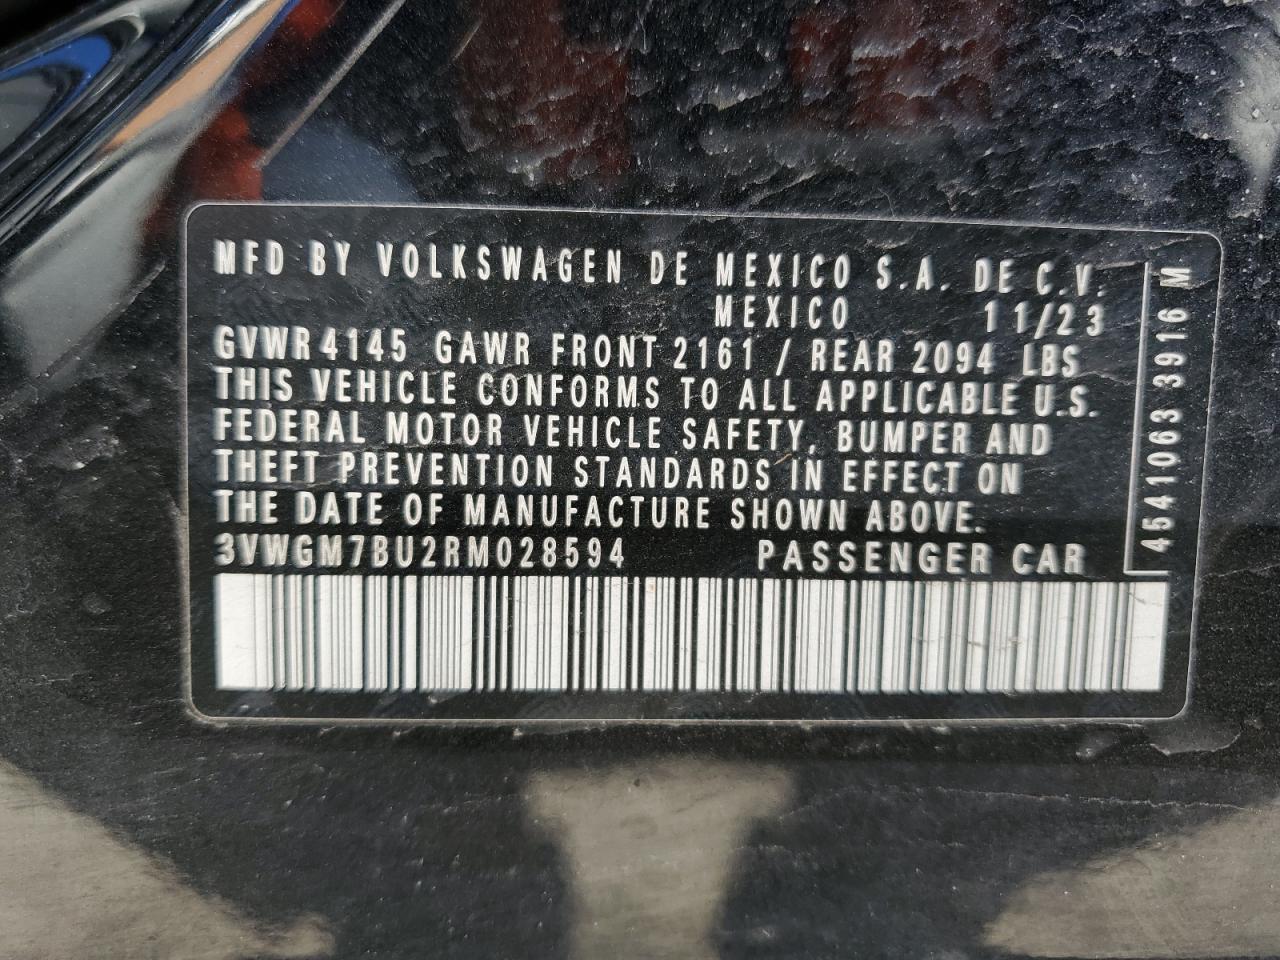 MFD BY VOLKSWAGEN DE MEXICO S.A. DE C.V.
MEXICO 11/23
GVWR 4145 GAWR FRONT 2161 / REAR 2094 LBS
THIS VEHICLE CONFORMS TO ALL APPLICABLE U.S.
FEDERAL MOTOR VEHICLE SAFETY, BUMPER AND
THEFT PREVENTION STANDARDS IN EFFECT ON
THE DATE OF MANUFACTURE SHOWN ABOVE.
3VWGM7BU2RM028594 PASSENGER CAR
4541063 3916 M